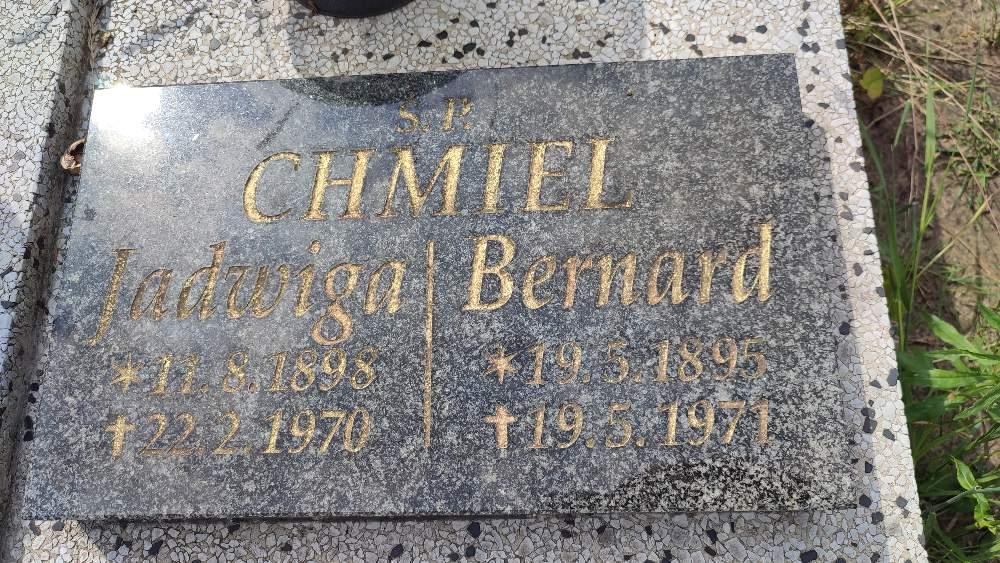 Ś. P.
CHMIEL
Jadwiga
* 11. 8. 1898
✝ 22. 2. 1970
Bernard
* 19. 5. 1895
✝ 19. 5. 1971